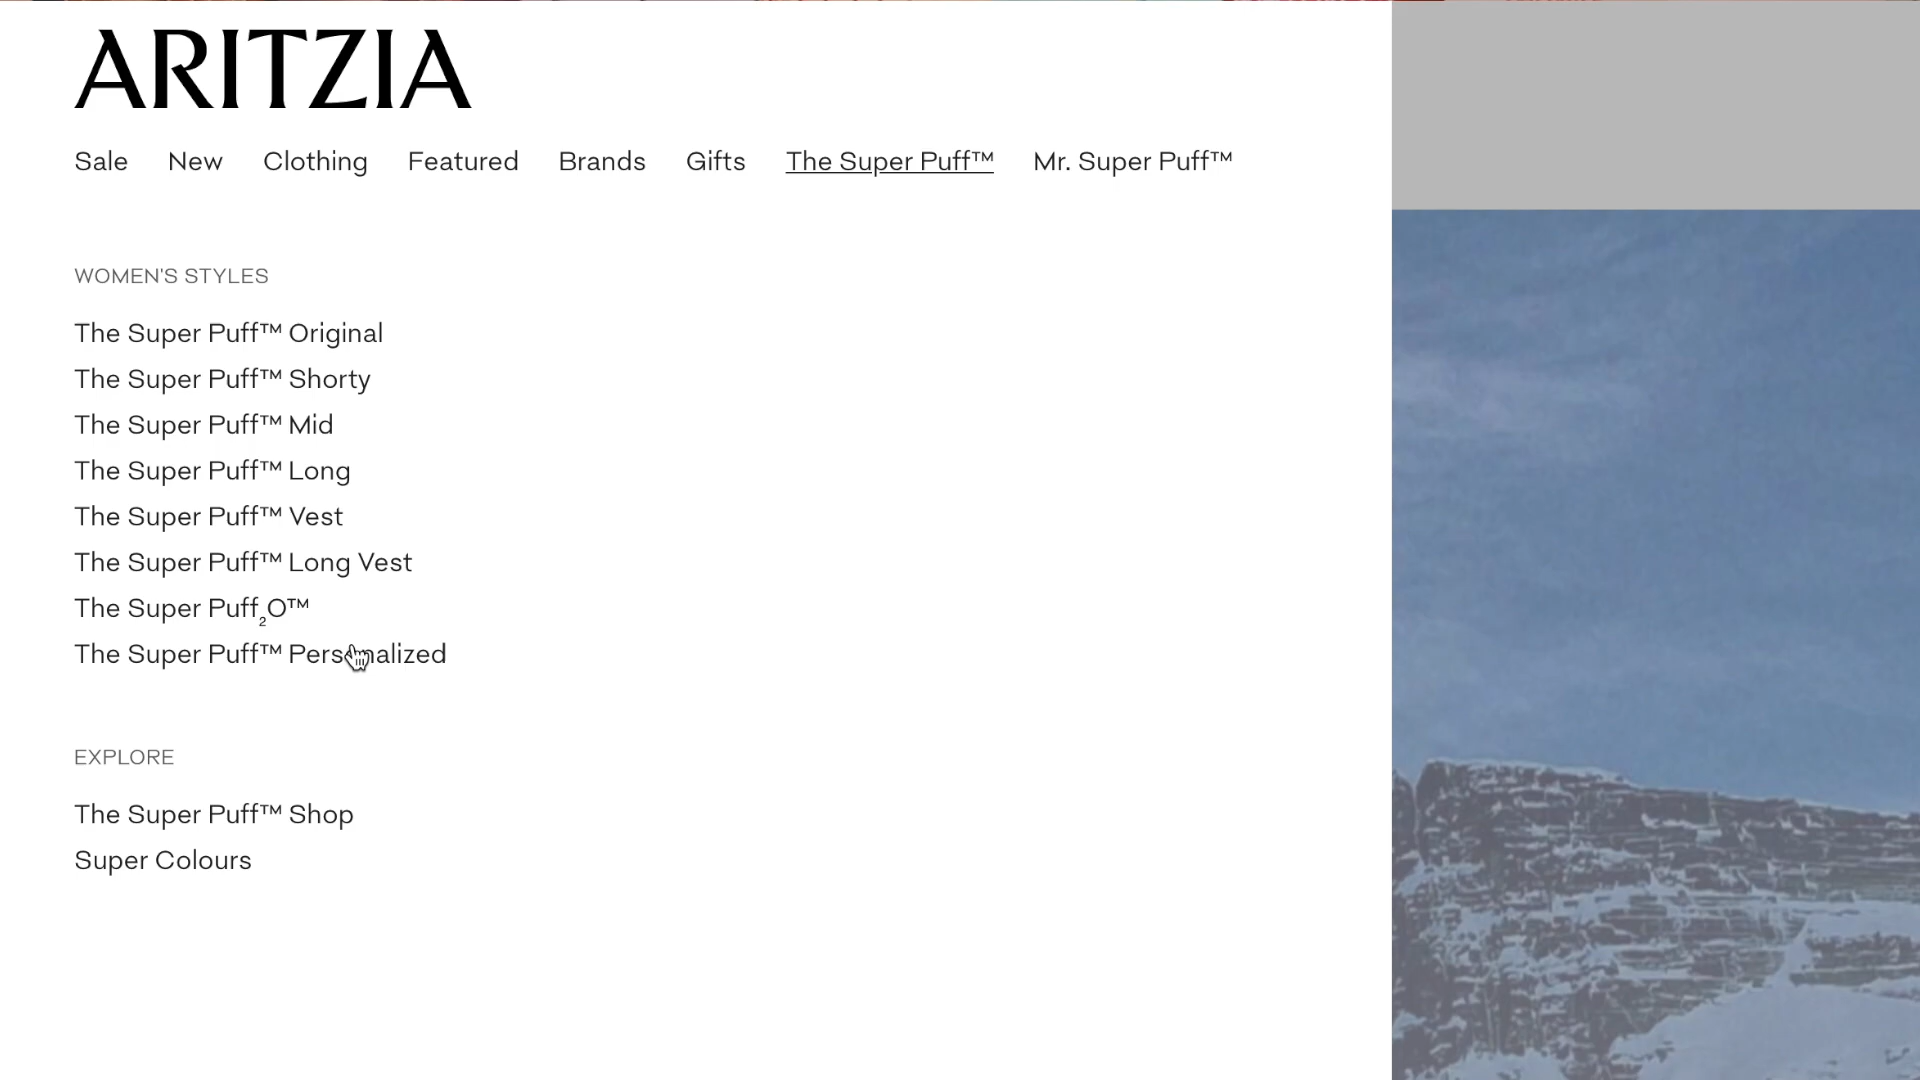 ARITZIA
Sale New Clothing Featured Brands Gifts The Super Puff™ Mr. Super Puff™
WOMEN'S STYLES
The Super Puff™ Original
The Super Puff™ Shorty
The Super Puff™ Mid
The Super Puff™ Long
The Super Puff™ Vest
The Super Puff™ Long Vest
The Super Puff₂O™
The Super Puff™ Personalized
EXPLORE
The Super Puff™ Shop
Super Colours